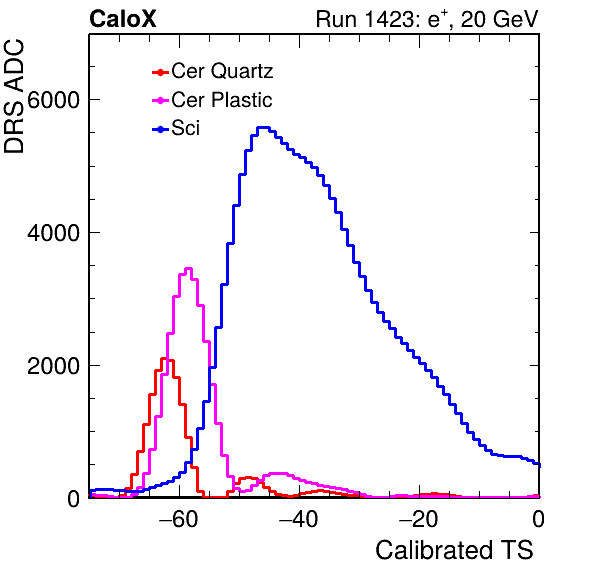 CaloX Run 1423: e⁺, 20 GeV
DRS ADC
Cer Quartz
Cer Plastic
Sci
6000
4000
2000
0
−60 −40 −20 0
Calibrated TS